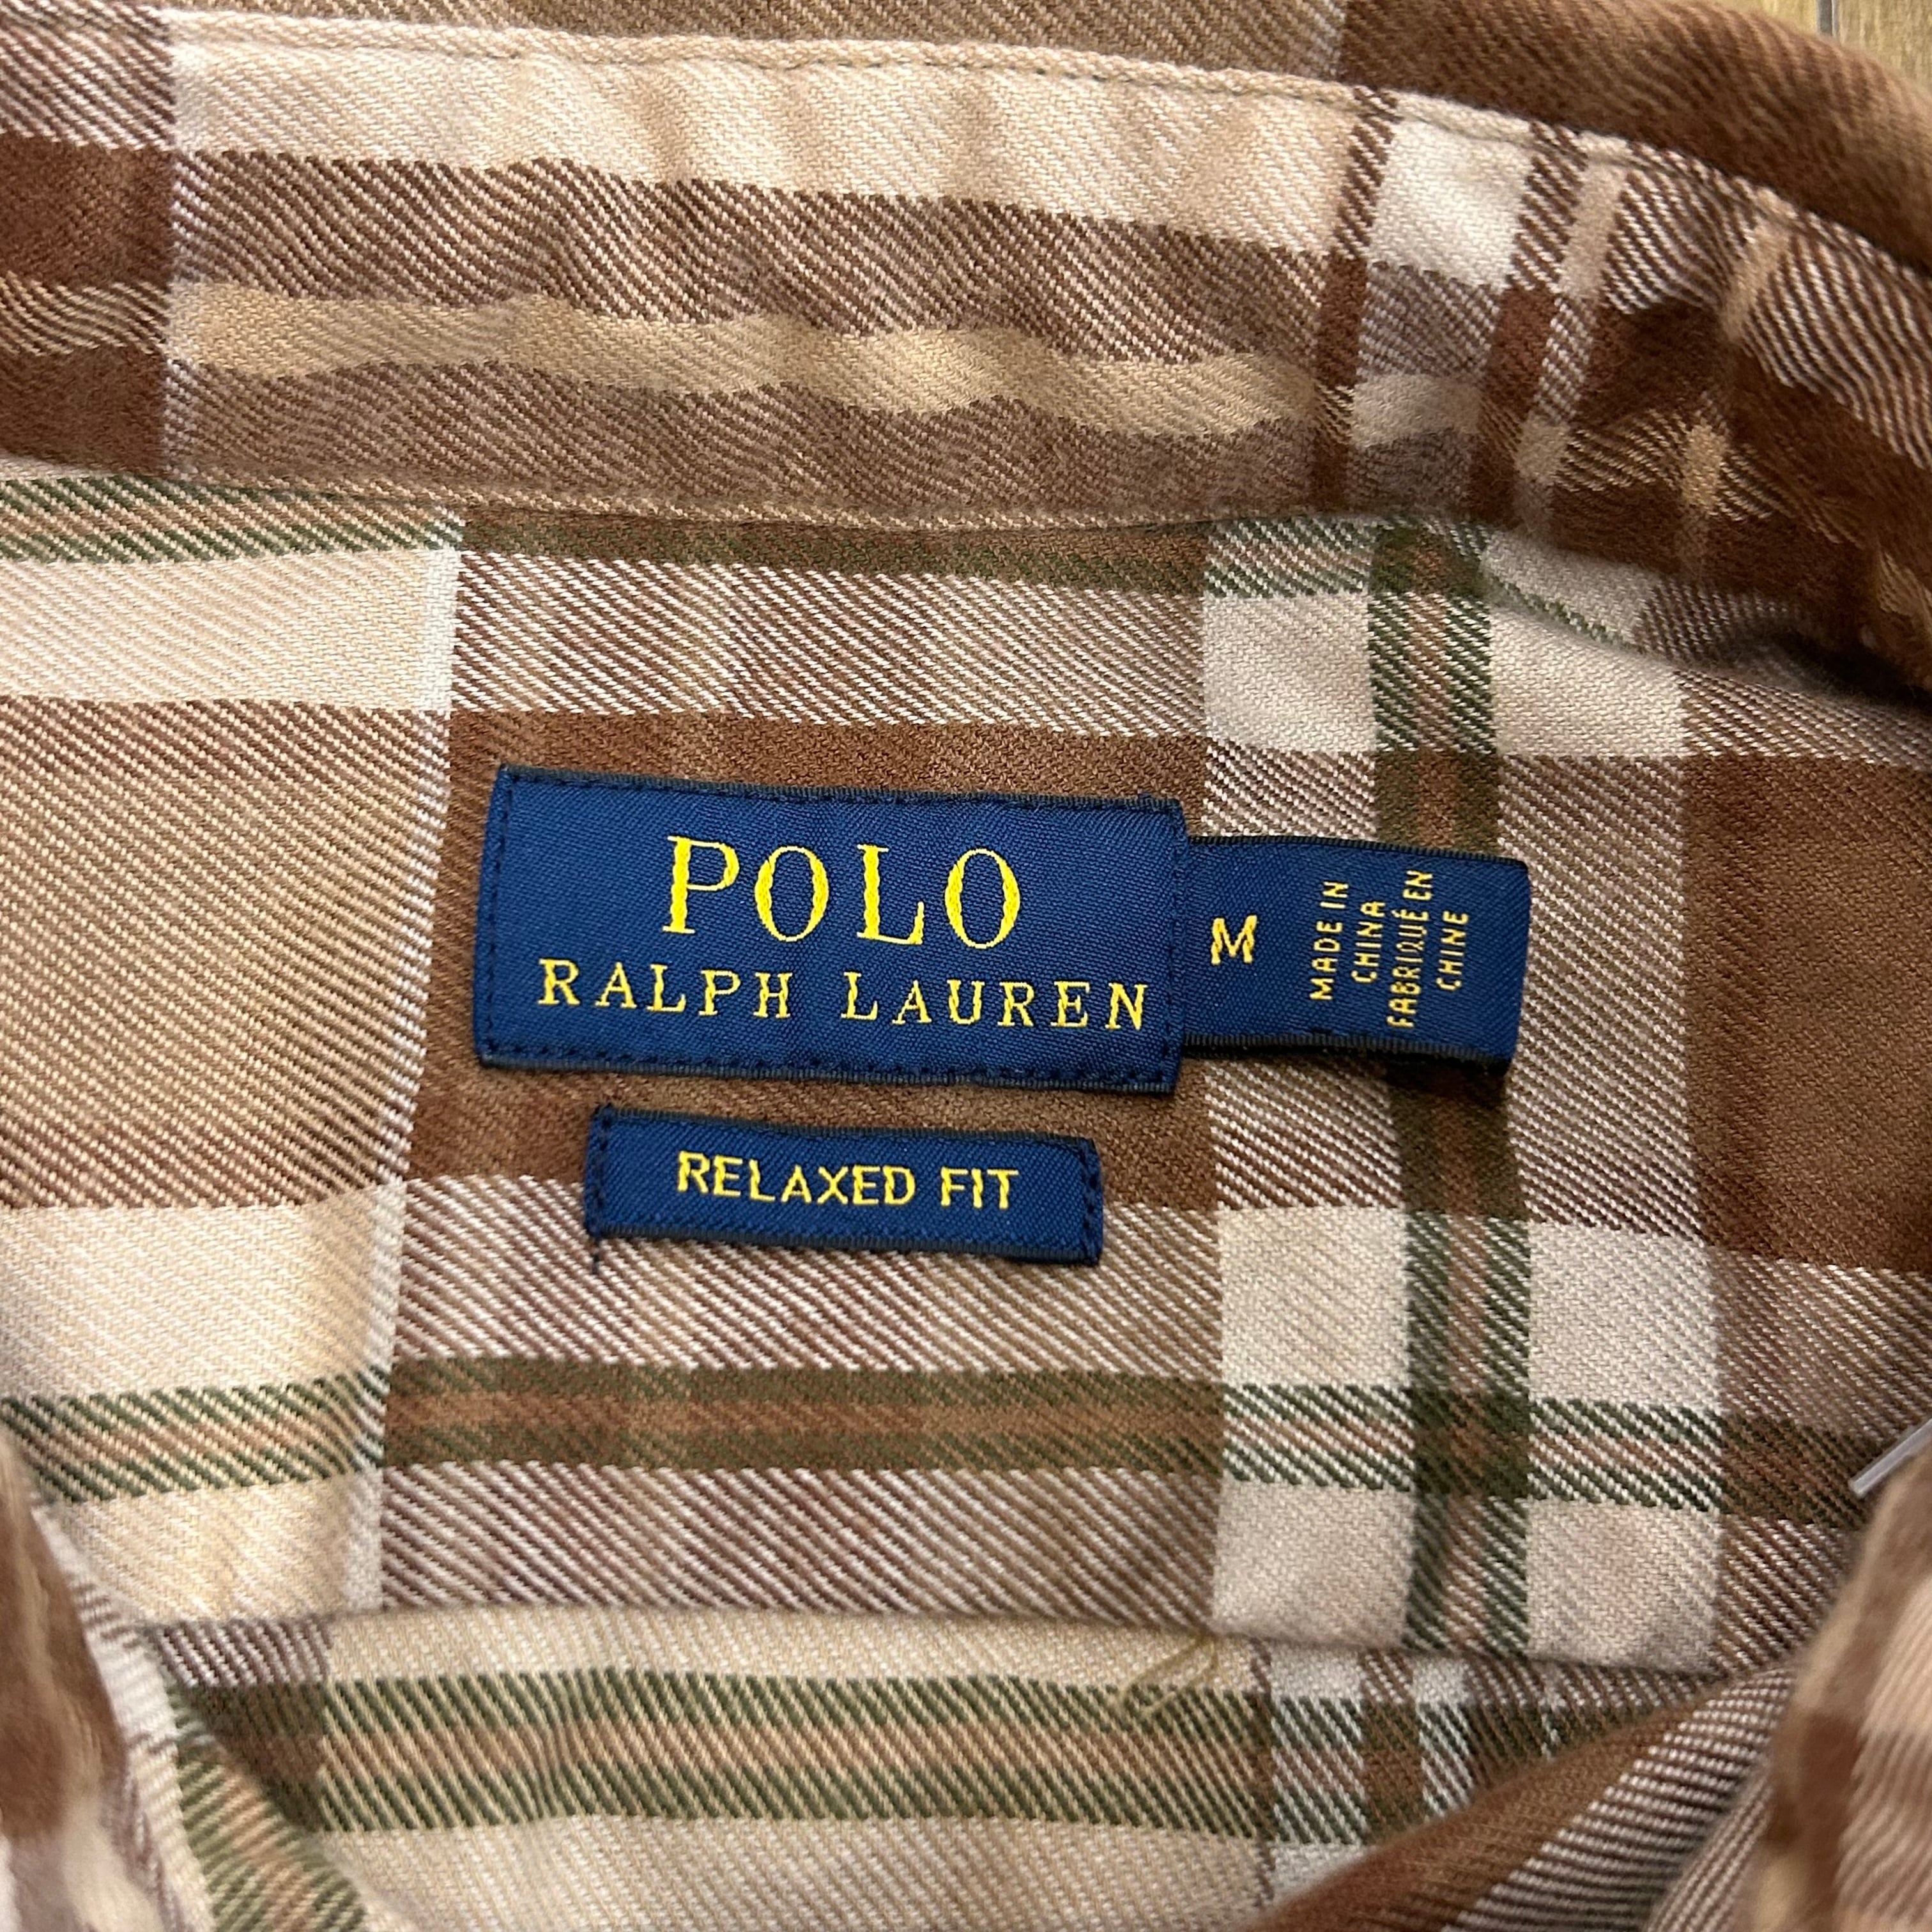 POLO
RALPH LAUREN
M
MADE IN
CHINA
FABRIQUÉ EN
CHINE
RELAXED FIT